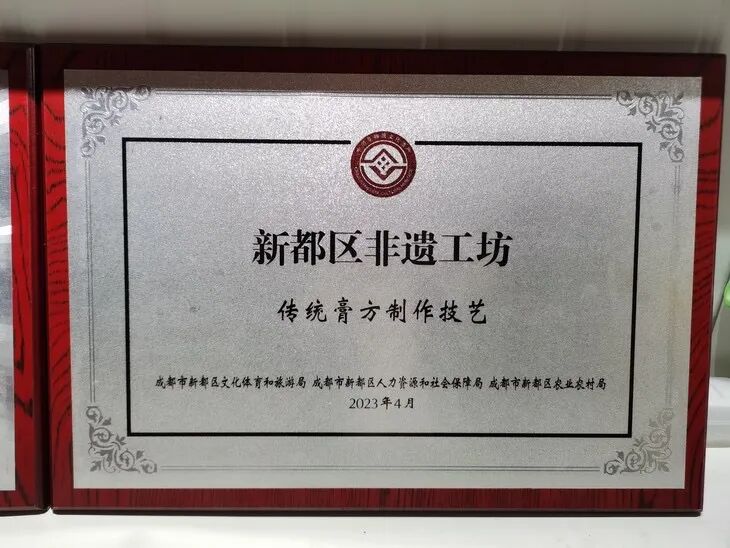 新都区非遗工坊
传统膏方制作技艺
成都市新都区文化体育和旅游局 成都市新都区人力资源和社会保障局 成都市新都区农业农村局
2023年4月